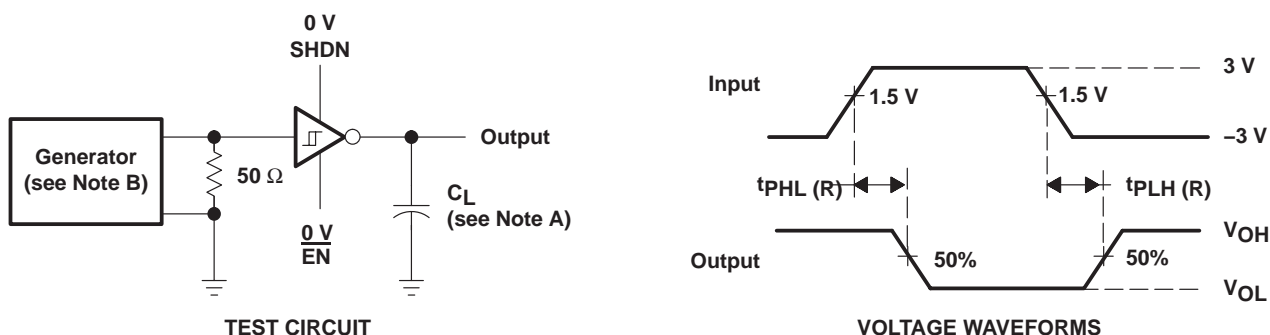 0 V
SHDN
Generator
(see Note B)
50 Ω
Output
CL
(see Note A)
0 V
EN
TEST CIRCUIT
Input
3 V
1.5 V
1.5 V
–3 V
tPHL (R)
tPLH (R)
Output
VOH
50%
50%
VOL
VOLTAGE WAVEFORMS